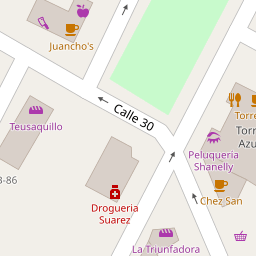 Juancho's
Calle 30
Teusaquillo
Torre
Torr
Azu
Peluqueria
Shanelly
3-86
Chez San
Drogueria
Suarez
La Triunfadora